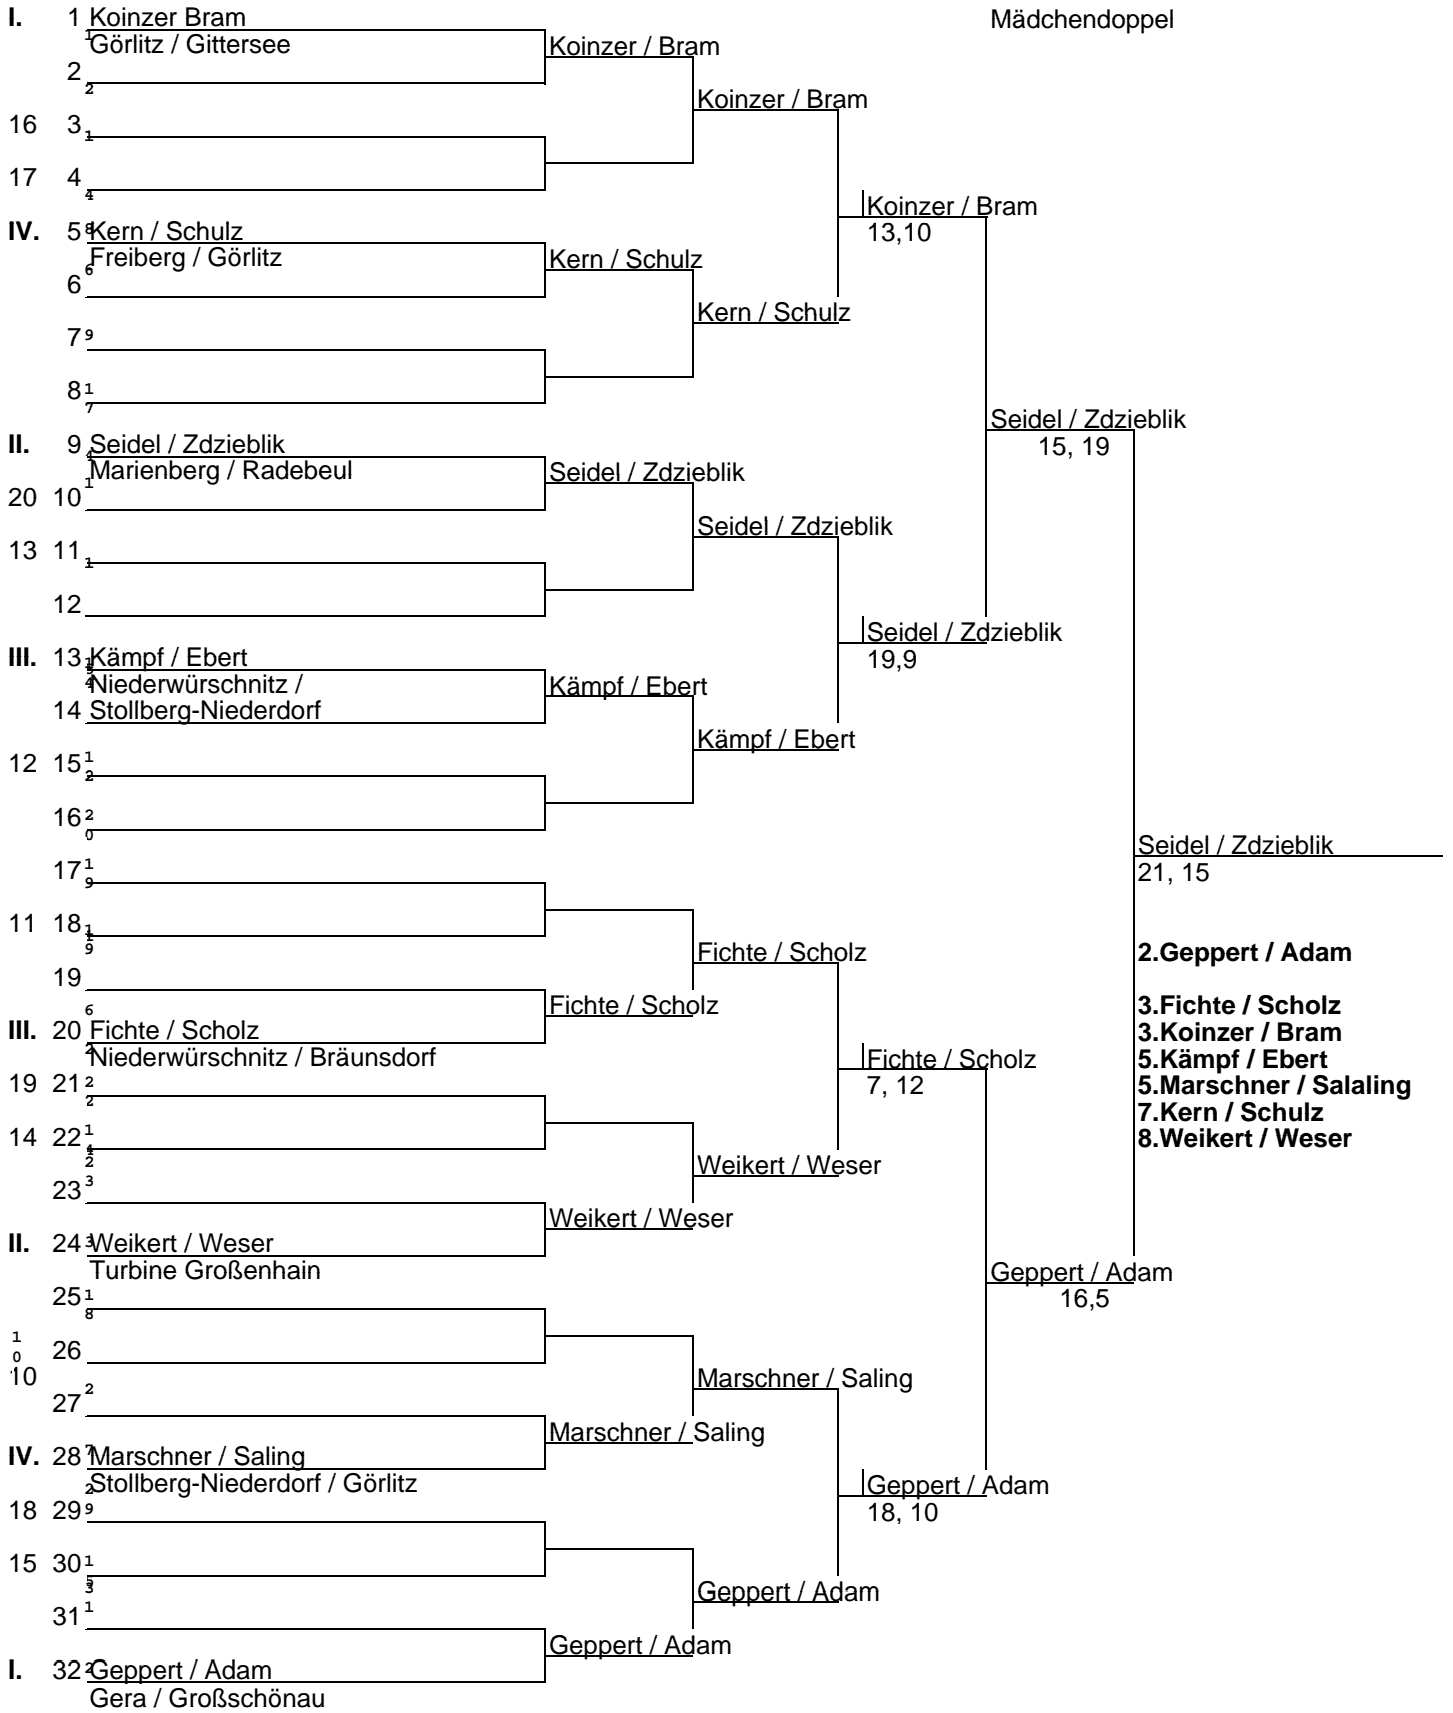 Mädchendoppel
I. 1 Koinzer Bram
Görlitz / Gittersee
Koinzer / Bram
2
Koinzer / Bram
16 3
17 4
Koinzer / Bram
IV. 5 Kern / Schulz
13,10
Freiberg / Görlitz
Kern / Schulz
6
Kern / Schulz
7
8
Seidel / Zdzieblik
II. 9 Seidel / Zdzieblik
15, 19
Marienberg / Radebeul
Seidel / Zdzieblik
20 10
Seidel / Zdzieblik
13 11
12
Seidel / Zdzieblik
III. 13 Kämpf / Ebert
19,9
Niederwürschnitz /
Kämpf / Ebert
14 Stollberg-Niederdorf
Kämpf / Ebert
12 15
16
Seidel / Zdzieblik
17
21, 15
11 18
Fichte / Scholz
2.Geppert / Adam
19
Fichte / Scholz
3.Fichte / Scholz
III. 20 Fichte / Scholz
3.Koinzer / Bram
Niederwürschnitz / Bräunsdorf
Fichte / Scholz
5.Kämpf / Ebert
19 21
7, 12
5.Marschner / Salaling
7.Kern / Schulz
14 22
8.Weikert / Weser
Weikert / Weser
23
Weikert / Weser
II. 24 Weikert / Weser
Turbine Großenhain
Geppert / Adam
25
16,5
26
10
Marschner / Saling
27
Marschner / Saling
IV. 28 Marschner / Saling
Stollberg-Niederdorf / Görlitz
Geppert / Adam
18 29
18, 10
15 30
Geppert / Adam
31
Geppert / Adam
I. 32 Geppert / Adam
Gera / Großschönau